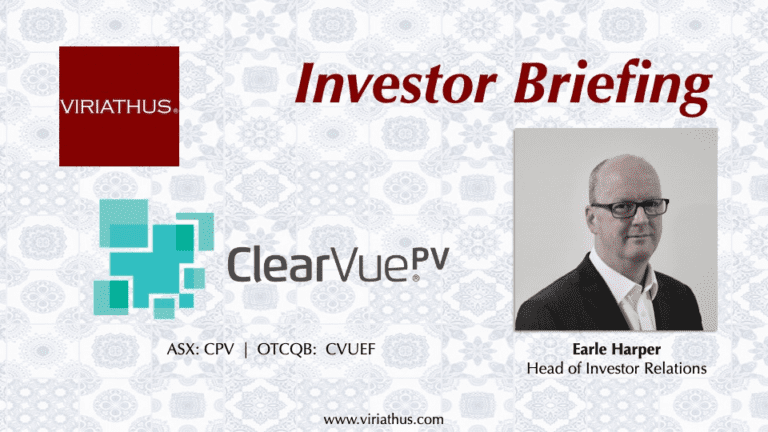 VIRIATHUS®
Investor Briefing
ClearVue®PV
ASX: CPV | OTCQB: CVUEF
Earle Harper
Head of Investor Relations
www.viriathus.com